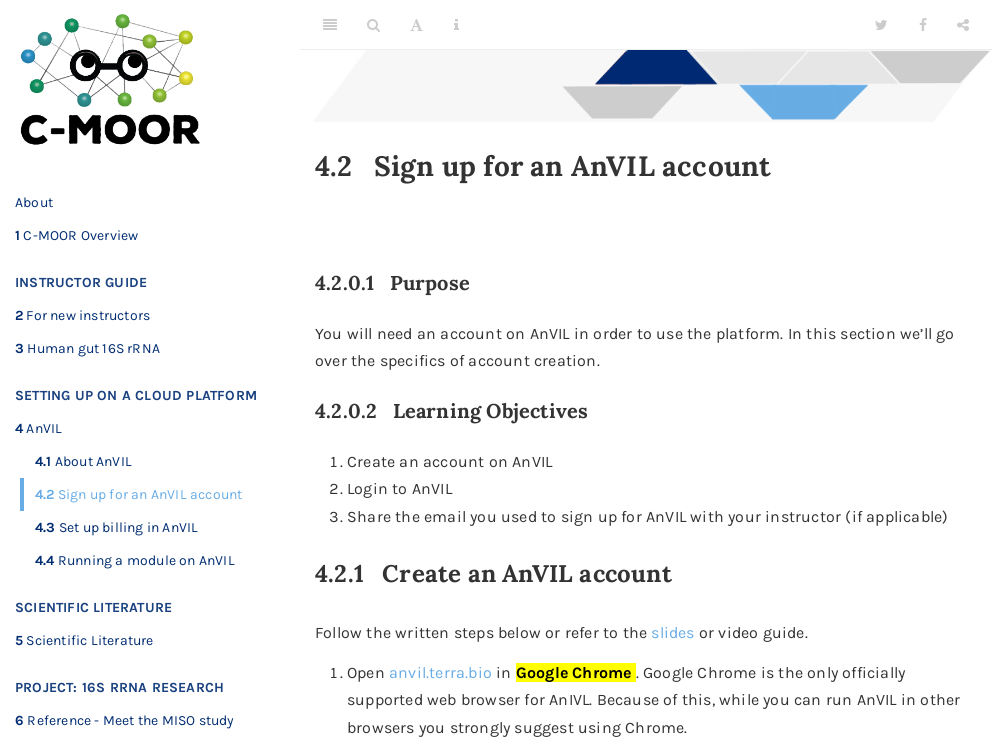 C-MOOR
About
1 C-MOOR Overview
INSTRUCTOR GUIDE
2 For new instructors
3 Human gut 16S rRNA
SETTING UP ON A CLOUD PLATFORM
4 AnVIL
4.1 About AnVIL
4.2 Sign up for an AnVIL account
4.3 Set up billing in AnVIL
4.4 Running a module on AnVIL
SCIENTIFIC LITERATURE
5 Scientific Literature
PROJECT: 16S RRNA RESEARCH
6 Reference - Meet the MISO study
A
4.2 Sign up for an AnVIL account
4.2.0.1 Purpose
You will need an account on AnVIL in order to use the platform. In this section we’ll go
over the specifics of account creation.
4.2.0.2 Learning Objectives
1. Create an account on AnVIL
2. Login to AnVIL
3. Share the email you used to sign up for AnVIL with your instructor (if applicable)
4.2.1 Create an AnVIL account
Follow the written steps below or refer to the slides or video guide.
1. Open anvil.terra.bio in Google Chrome . Google Chrome is the only officially
supported web browser for AnIVL. Because of this, while you can run AnVIL in other
browsers you strongly suggest using Chrome.